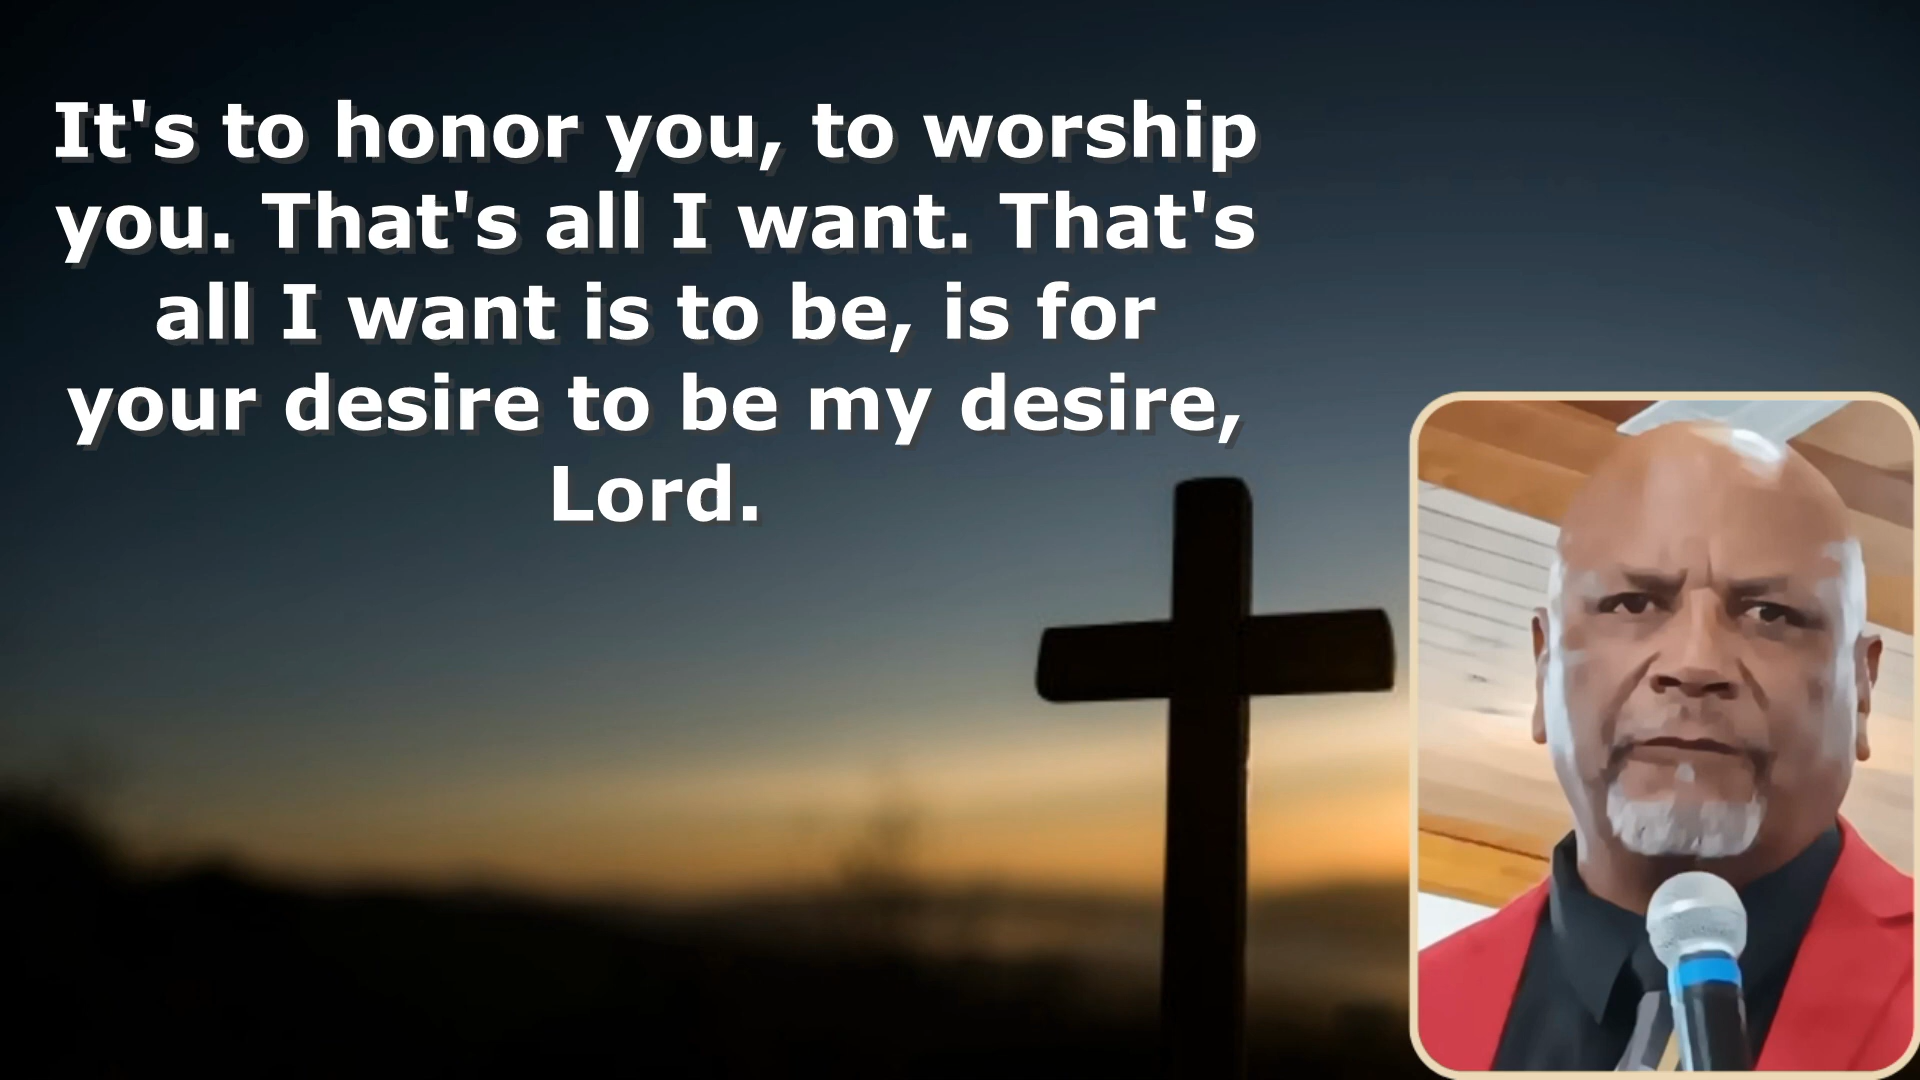 It's to honor you, to worship
you. That's all I want. That's
all I want is to be, is for
your desire to be my desire,
Lord.